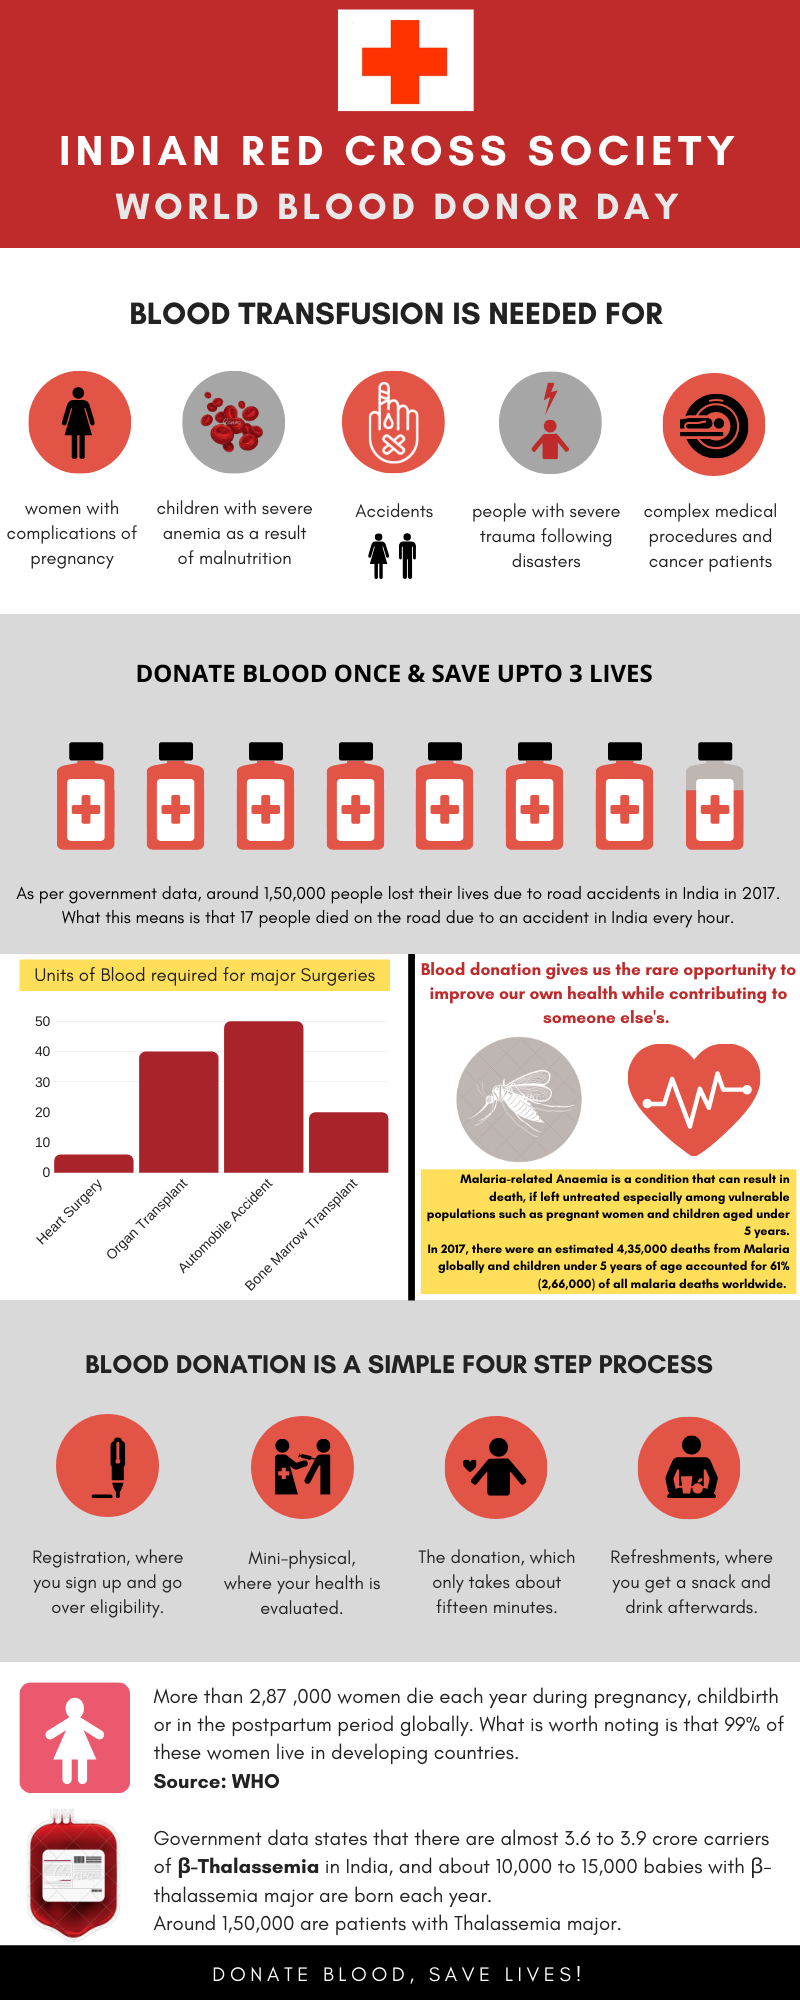 INDIAN RED CROSS SOCIETY
WORLD BLOOD DONOR DAY
BLOOD TRANSFUSION IS NEEDED FOR
women with
complications of
pregnancy
children with severe
anemia as a result
of malnutrition
Accidents
people with severe
trauma following
disasters
complex medical
procedures and
cancer patients
DONATE BLOOD ONCE & SAVE UPTO 3 LIVES
As per government data, around 1,50,000 people lost their lives due to road accidents in India in 2017.
What this means is that 17 people died on the road due to an accident in India every hour.
Units of Blood required for major Surgeries
50
40
30
20
10
0
Heart Surgery
Organ Transplant
Automobile Accident
Bone Marrow Transplant
Blood donation gives us the rare opportunity to
improve our own health while contributing to
someone else's.
Malaria-related Anaemia is a condition that can result in
death, if left untreated especially among vulnerable
populations such as pregnant women and children aged under
5 years.
In 2017, there were an estimated 4,35,000 deaths from Malaria
globally and children under 5 years of age accounted for 61%
(2,66,000) of all malaria deaths worldwide.
BLOOD DONATION IS A SIMPLE FOUR STEP PROCESS
Registration, where
you sign up and go
over eligibility.
Mini-physical,
where your health is
evaluated.
The donation, which
only takes about
fifteen minutes.
Refreshments, where
you get a snack and
drink afterwards.
More than 2,87 ,000 women die each year during pregnancy, childbirth
or in the postpartum period globally. What is worth noting is that 99% of
these women live in developing countries.
Source: WHO
Government data states that there are almost 3.6 to 3.9 crore carriers
of β-Thalassemia in India, and about 10,000 to 15,000 babies with β-
thalassemia major are born each year.
Around 1,50,000 are patients with Thalassemia major.
DONATE BLOOD, SAVE LIVES!